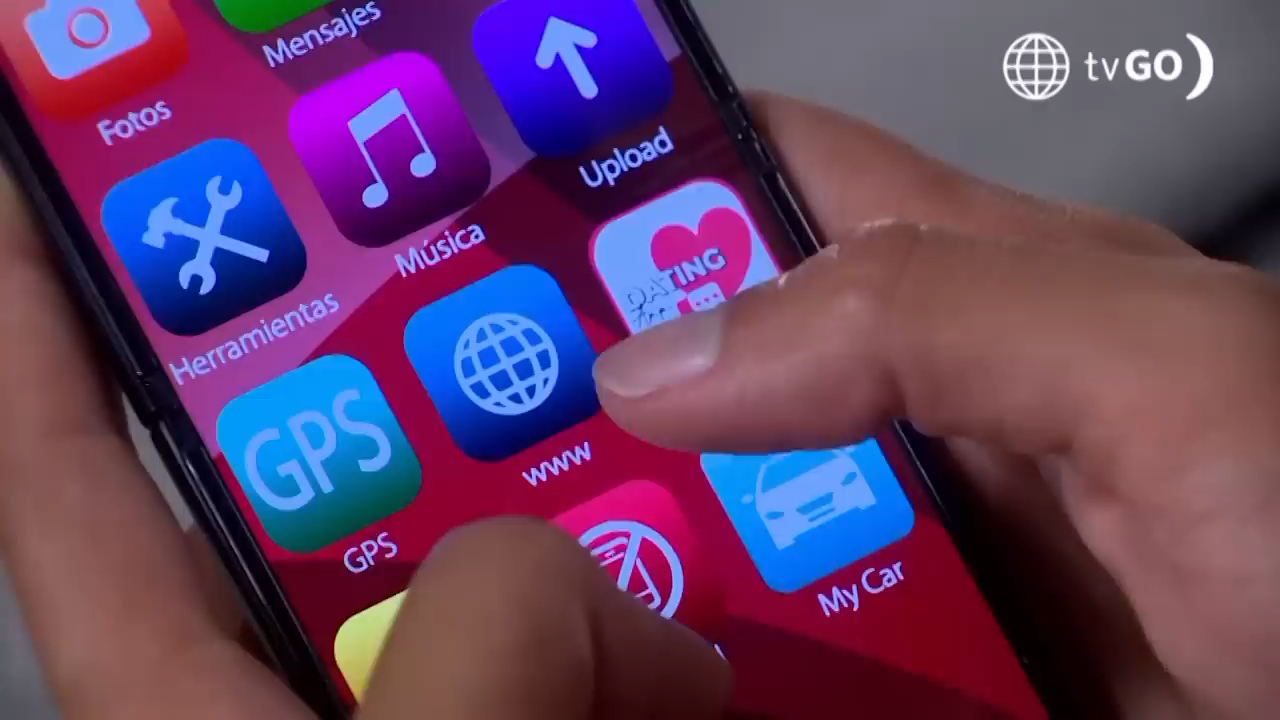 Mensajes
tvGO
Fotos
Upload
Música
DATING
Herramientas
GPS
www
GPS
My Car